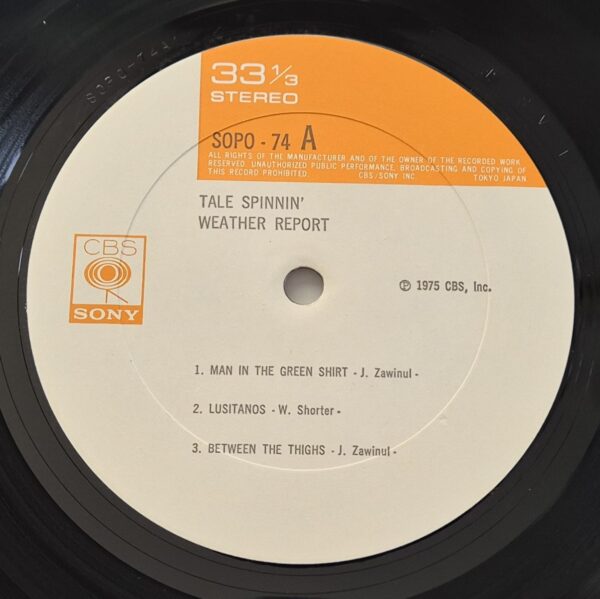 33 1/3
STEREO
SOPO - 74 A
ALL RIGHTS OF THE MANUFACTURER AND OF THE OWNER OF THE RECORDED WORK
RESERVED. UNAUTHORIZED PUBLIC PERFORMANCE, BROADCASTING AND COPYING OF
THIS RECORD PROHIBITED. CBS/SONY INC. TOKYO JAPAN
TALE SPINNIN'
WEATHER REPORT
CBS
SONY
℗ 1975 CBS, Inc.
1. MAN IN THE GREEN SHIRT - J. Zawinul -
2. LUSITANOS - W. Shorter -
3. BETWEEN THE THIGHS - J. Zawinul -